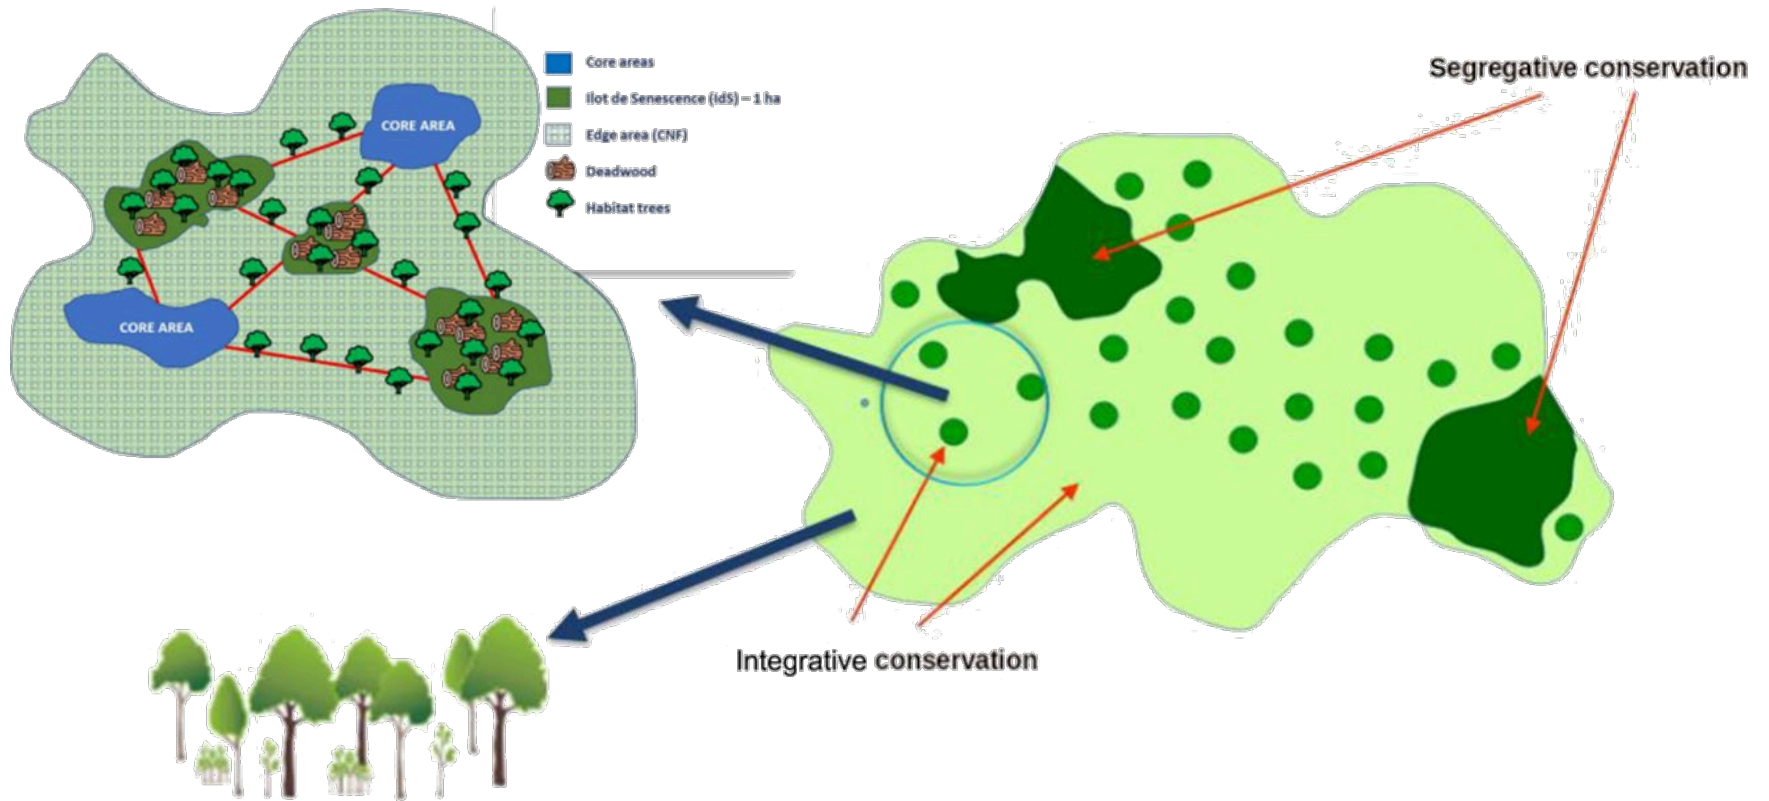 Core areas
Ilot de Senescence (IdS) – 1 ha
Edge area (CNF)
Deadwood
Habitat trees
CORE AREA
CORE AREA
Segregative conservation
Integrative conservation